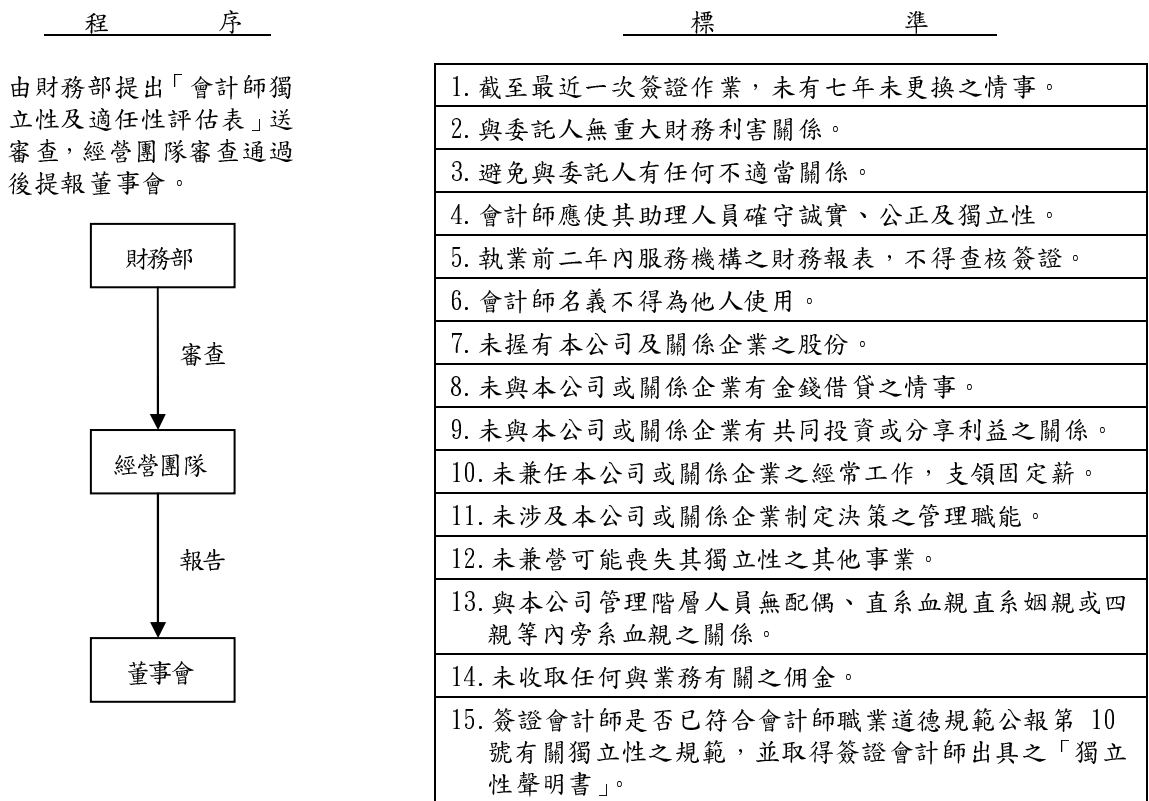 程　　　　序
由財務部提出「會計師獨
立性及適任性評估表」送
審查，經營團隊審查通過
後提報董事會。
財務部
審查
經營團隊
報告
董事會
標　　　　　　　準
1.截至最近一次簽證作業，未有七年未更換之情事。
2.與委託人無重大財務利害關係。
3.避免與委託人有任何不適當關係。
4.會計師應使其助理人員確守誠實、公正及獨立性。
5.執業前二年內服務機構之財務報表，不得查核簽證。
6.會計師名義不得為他人使用。
7.未握有本公司及關係企業之股份。
8.未與本公司或關係企業有金錢借貸之情事。
9.未與本公司或關係企業有共同投資或分享利益之關係。
10.未兼任本公司或關係企業之經常工作，支領固定薪。
11.未涉及本公司或關係企業制定決策之管理職能。
12.未兼營可能喪失其獨立性之其他事業。
13.與本公司管理階層人員無配偶、直系血親直系姻親或四
親等內旁系血親之關係。
14.未收取任何與業務有關之佣金。
15.簽證會計師是否已符合會計師職業道德規範公報第 10
號有關獨立性之規範，並取得簽證會計師出具之「獨立
性聲明書」。